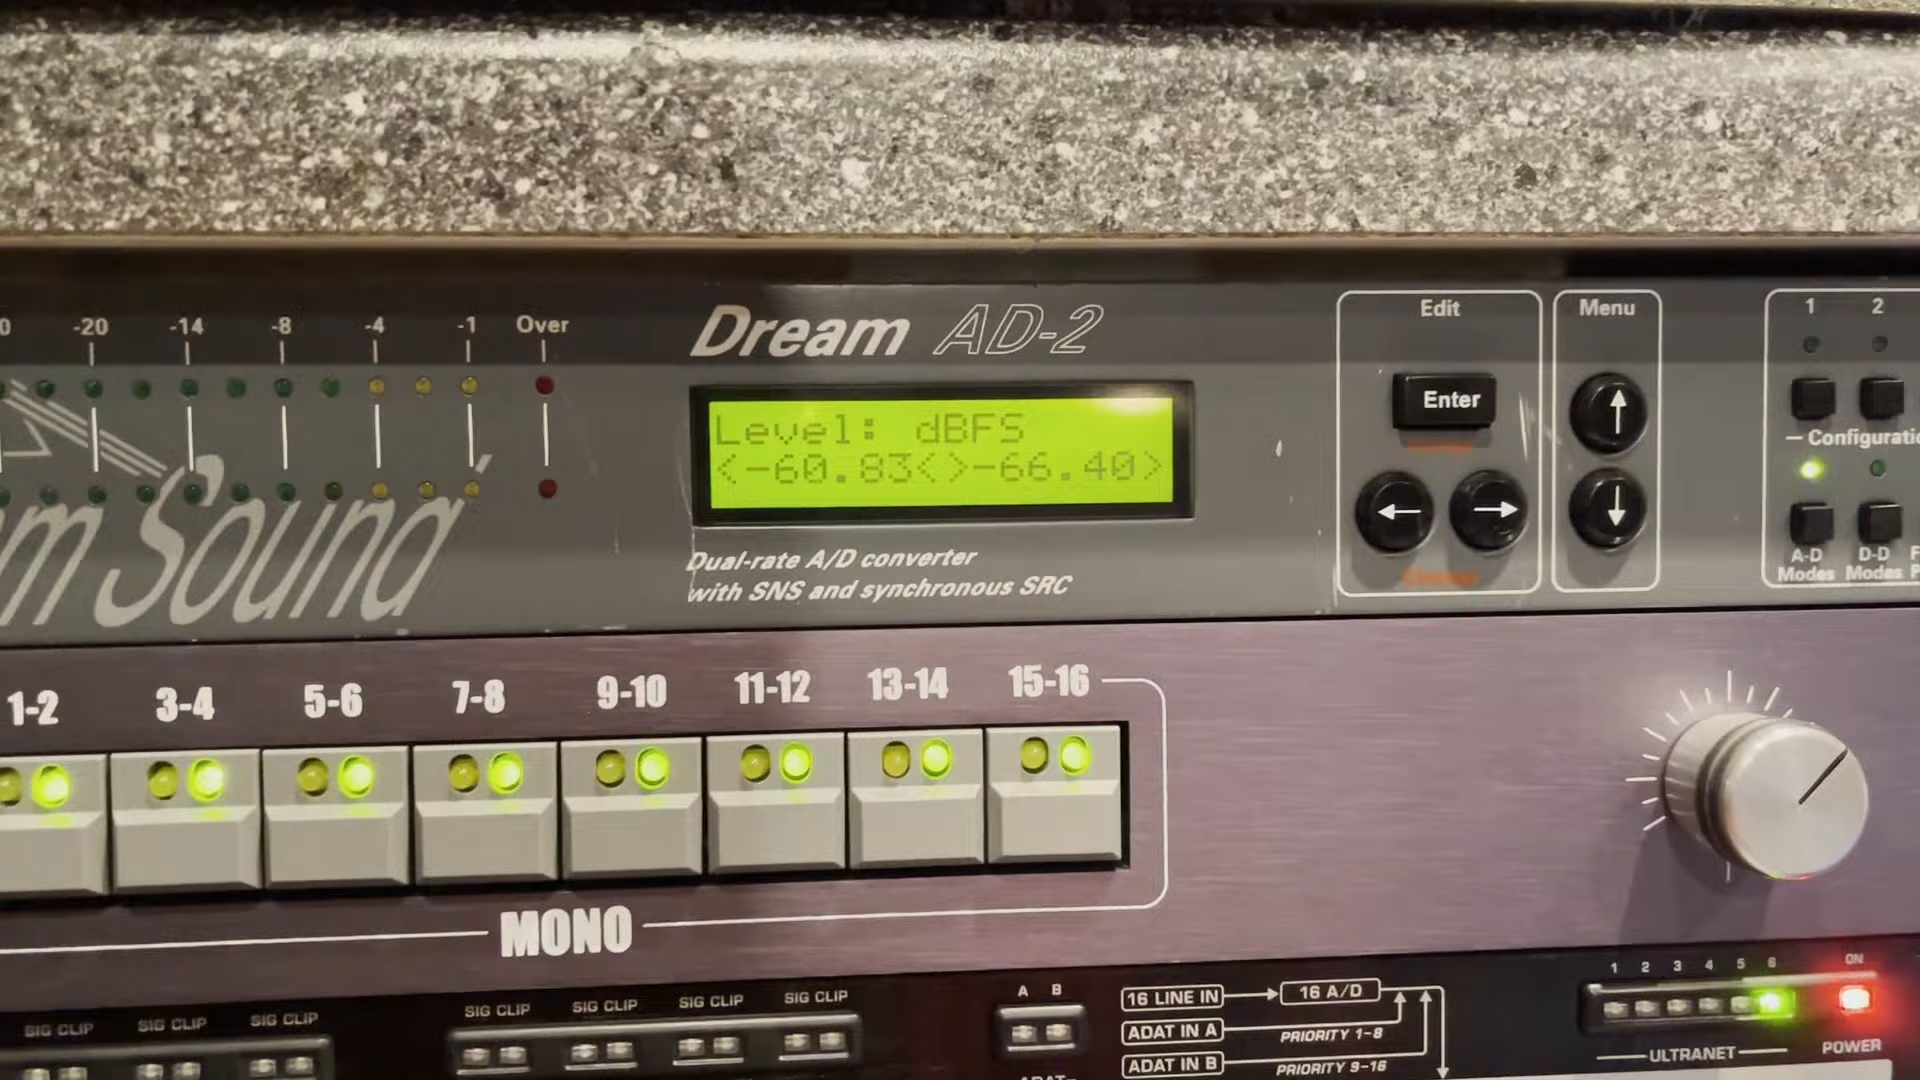 -20 -14 -8 -4 -1 Over
Dream AD-2
Level: dBFS
<-60.83<>-66.40>
Dual-rate A/D converter
with SNS and synchronous SRC
Sound
Edit
Enter
Menu
1 2
A-D Modes
D-D Modes
1-2 3-4 5-6 7-8 9-10 11-12 13-14 15-16
MONO
SIG CLIP SIG CLIP SIG CLIP SIG CLIP SIG CLIP SIG CLIP SIG CLIP
A B
16 LINE IN 16 A/D
ADAT IN A PRIORITY 1-8
ADAT IN B PRIORITY 9-16
1 2 3 4 5 6
ULTRANET
ON
POWER